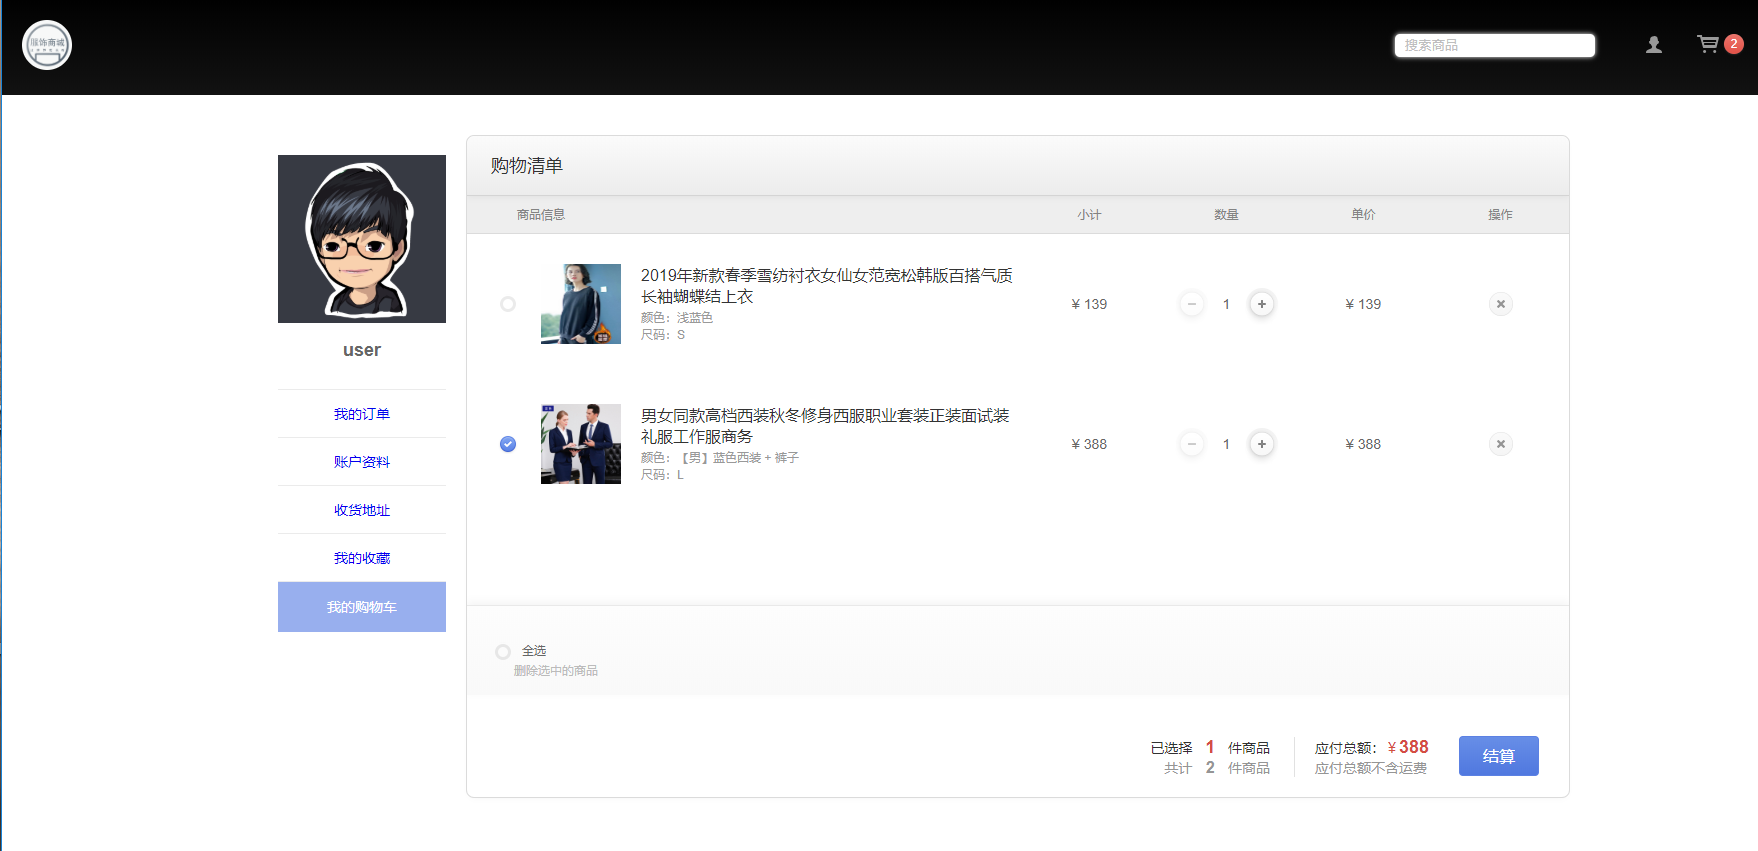 服饰商城
搜索商品
2
购物清单
商品信息 小计 数量 单价 操作
2019年新款春季雪纺衬衣女仙女范宽松韩版百搭气质
长袖蝴蝶结上衣
颜色：浅蓝色
尺码：S
¥ 139 1 ¥ 139
男女同款高档西装秋冬修身西服职业套装正装面试装
礼服工作服商务
颜色：【男】蓝色西装 + 裤子
尺码：L
¥ 388 1 ¥ 388
user
我的订单
账户资料
收货地址
我的收藏
我的购物车
全选
删除选中的商品
已选择 1 件商品
共计 2 件商品
应付总额：¥ 388
应付总额不含运费
结算